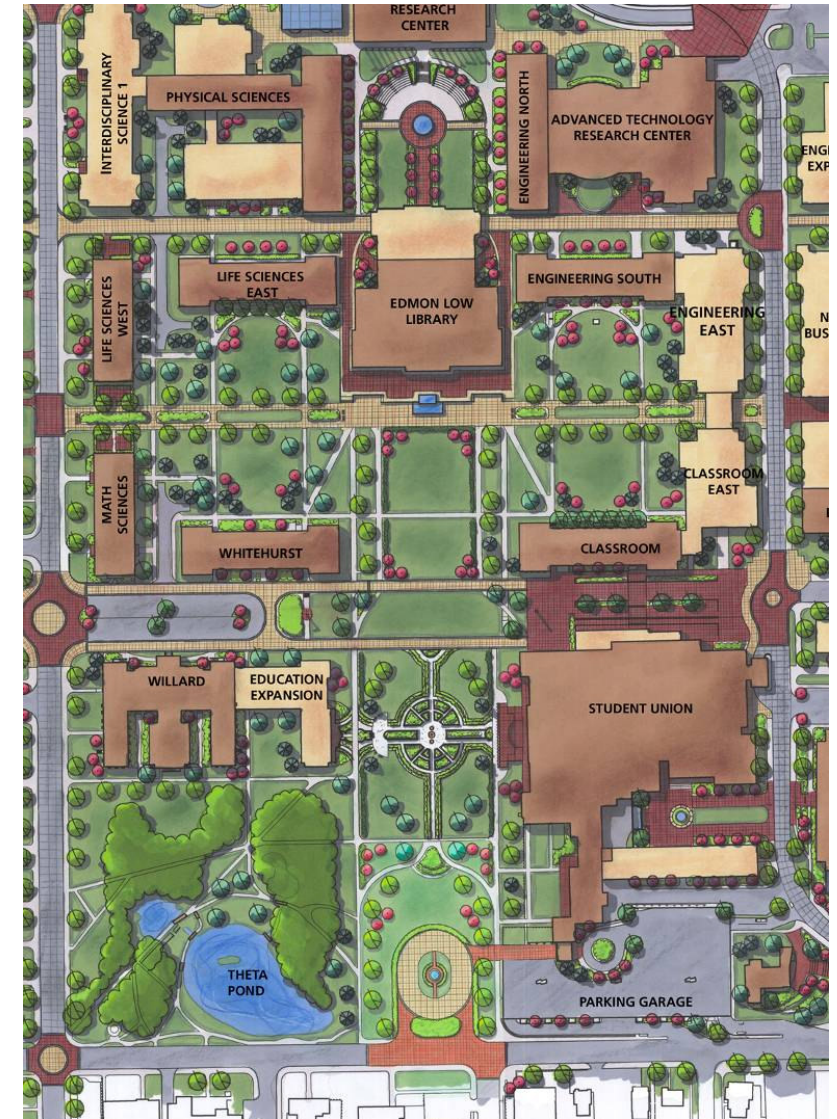 RESEARCH
CENTER
INTERDISCIPLINARY
SCIENCE 1
PHYSICAL SCIENCES
ENGINEERING NORTH
ADVANCED TECHNOLOGY
RESEARCH CENTER
LIFE SCIENCES
WEST
LIFE SCIENCES
EAST
EDMON LOW
LIBRARY
ENGINEERING SOUTH
ENGINEERING
EAST
MATH
SCIENCES
WHITEHURST
CLASSROOM
CLASSROOM
EAST
WILLARD
EDUCATION
EXPANSION
STUDENT UNION
THETA
POND
PARKING GARAGE